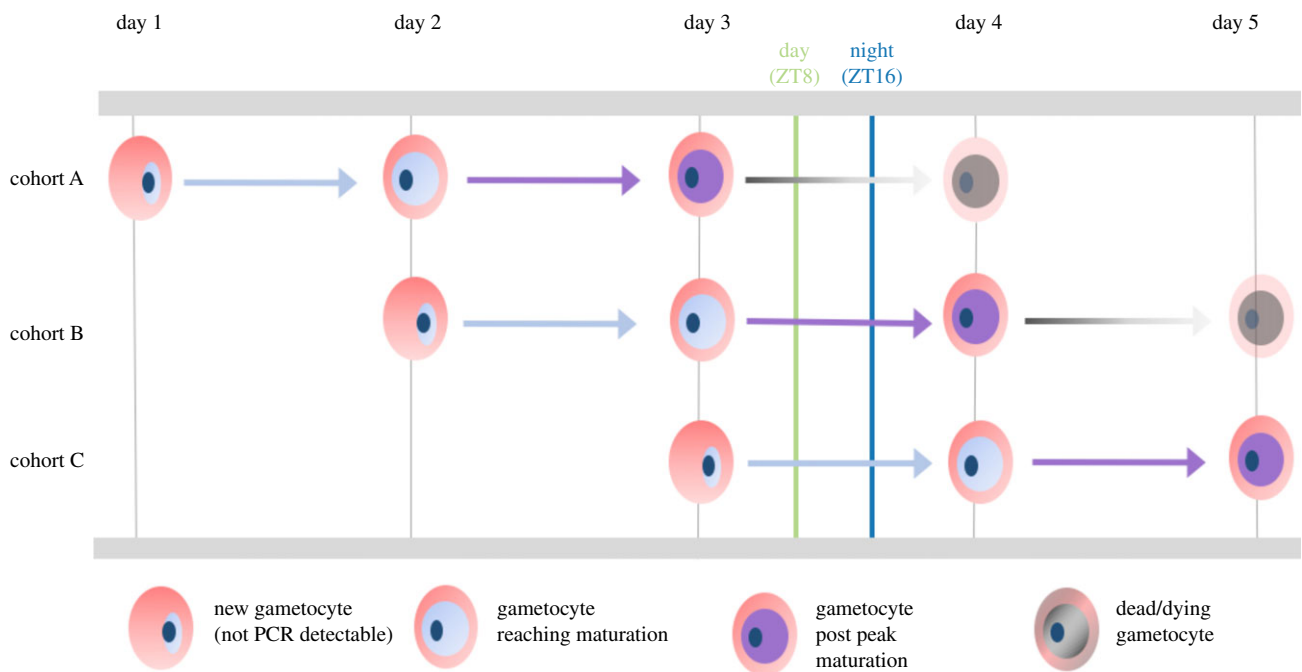 day 1
day 2
day 3
day 4
day 5
day
(ZT8)
night
(ZT16)
cohort A
cohort B
cohort C
new gametocyte
(not PCR detectable)
gametocyte
reaching maturation
gametocyte
post peak
maturation
dead/dying
gametocyte